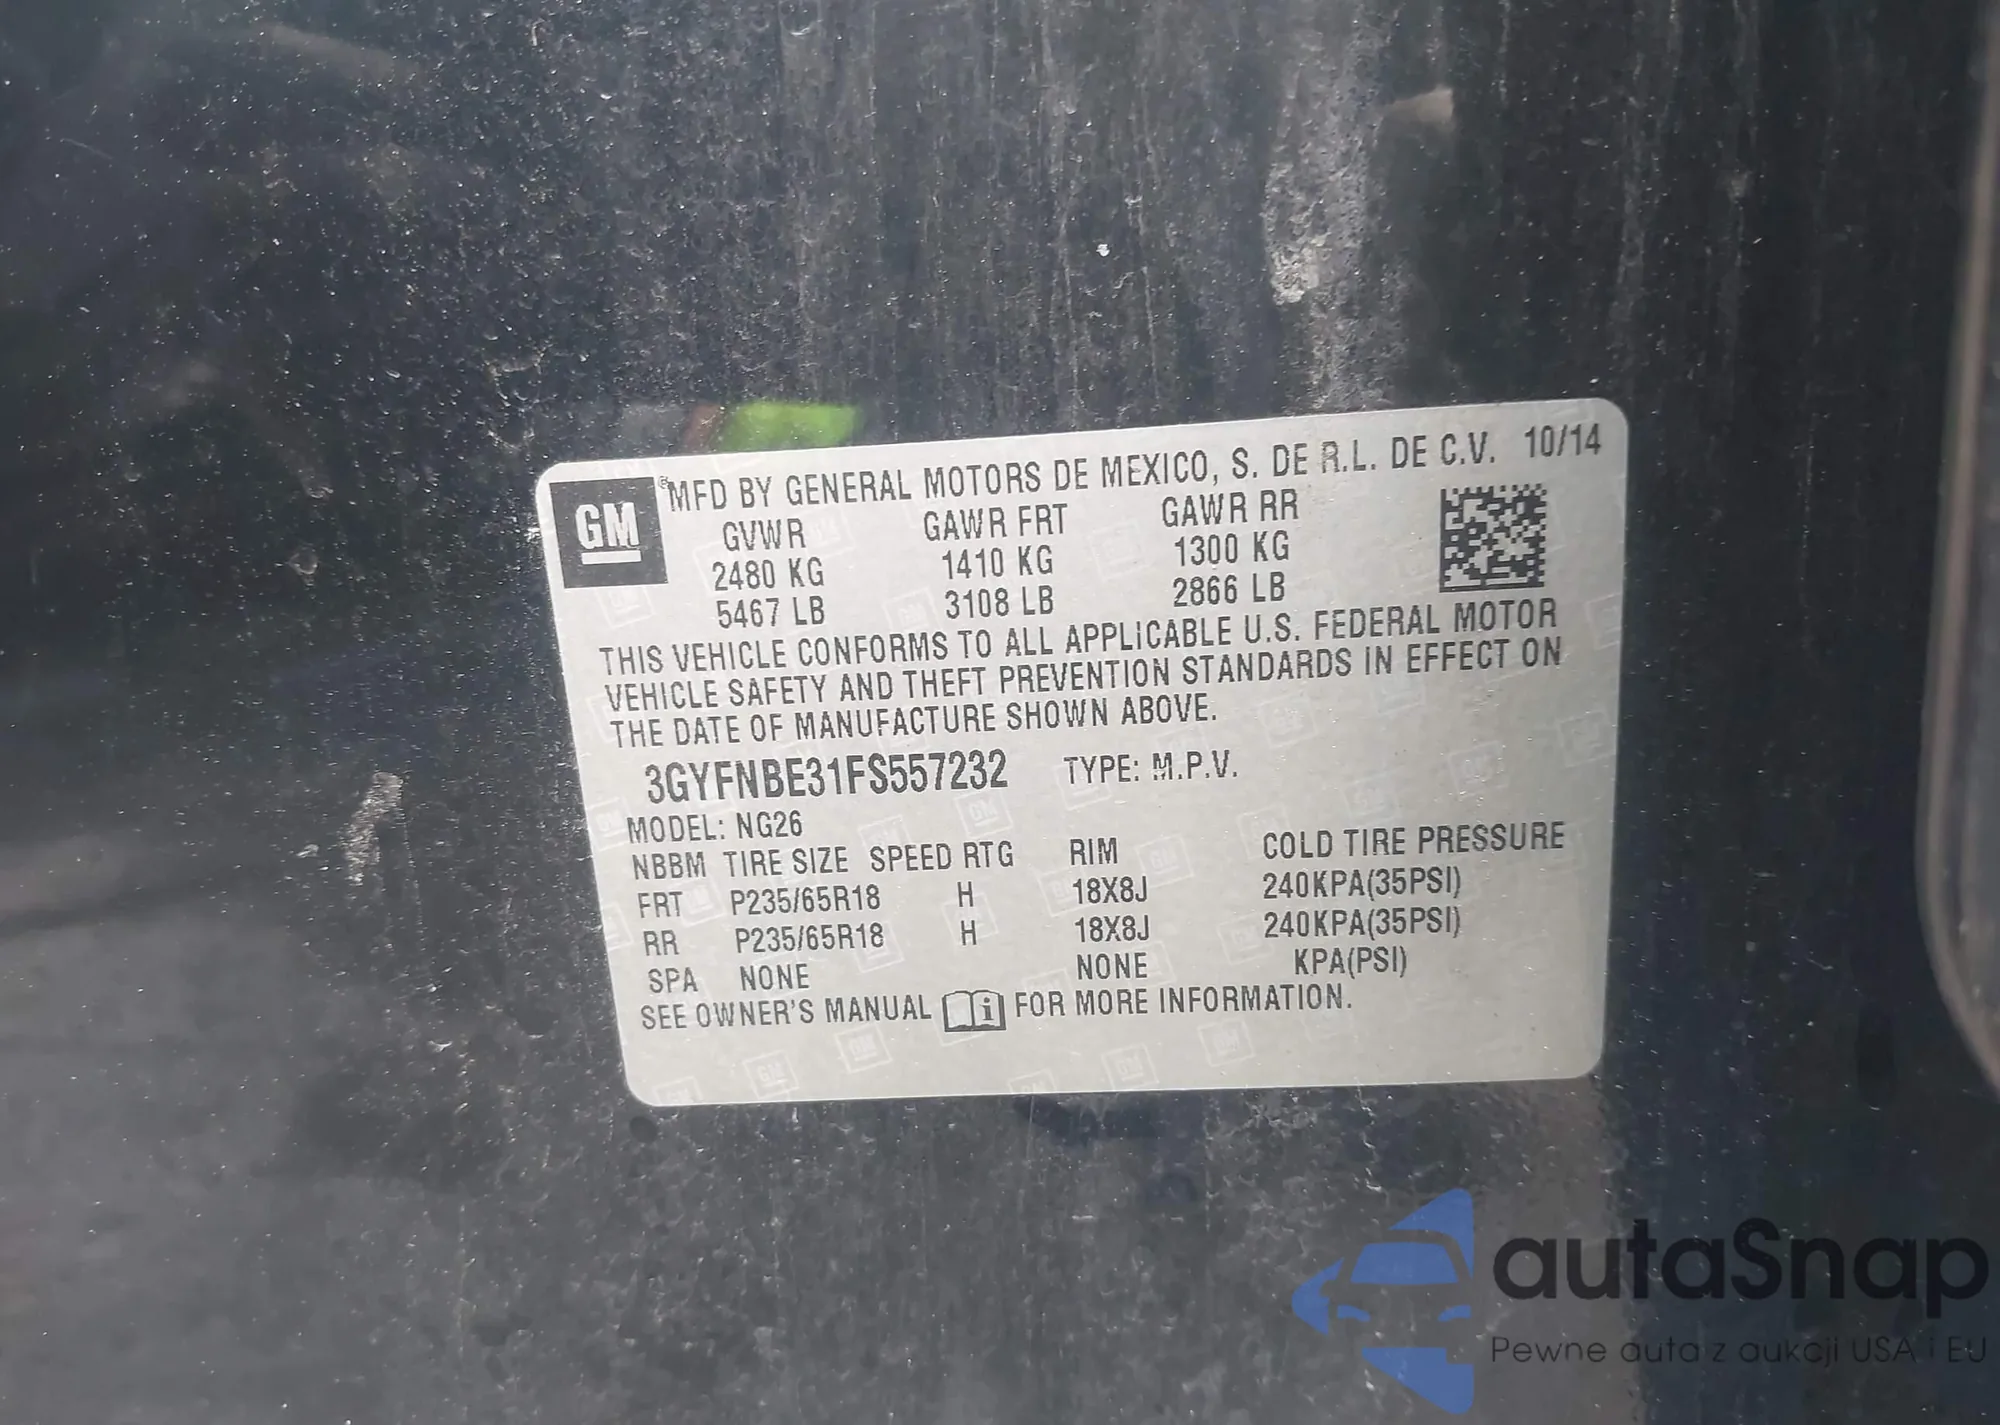 GM
®MFD BY GENERAL MOTORS DE MEXICO, S. DE R.L. DE C.V. 10/14
GVWR GAWR FRT GAWR RR
2480 KG 1410 KG 1300 KG
5467 LB 3108 LB 2866 LB
THIS VEHICLE CONFORMS TO ALL APPLICABLE U.S. FEDERAL MOTOR
VEHICLE SAFETY AND THEFT PREVENTION STANDARDS IN EFFECT ON
THE DATE OF MANUFACTURE SHOWN ABOVE.
3GYFNBE31FS557232 TYPE: M.P.V.
MODEL: NG26
NBBM TIRE SIZE SPEED RTG RIM COLD TIRE PRESSURE
FRT P235/65R18 H 18X8J 240KPA(35PSI)
RR P235/65R18 H 18X8J 240KPA(35PSI)
SPA NONE NONE KPA(PSI)
SEE OWNER'S MANUAL i FOR MORE INFORMATION.
autaSnap
Pewne auta z aukcji USA i EU